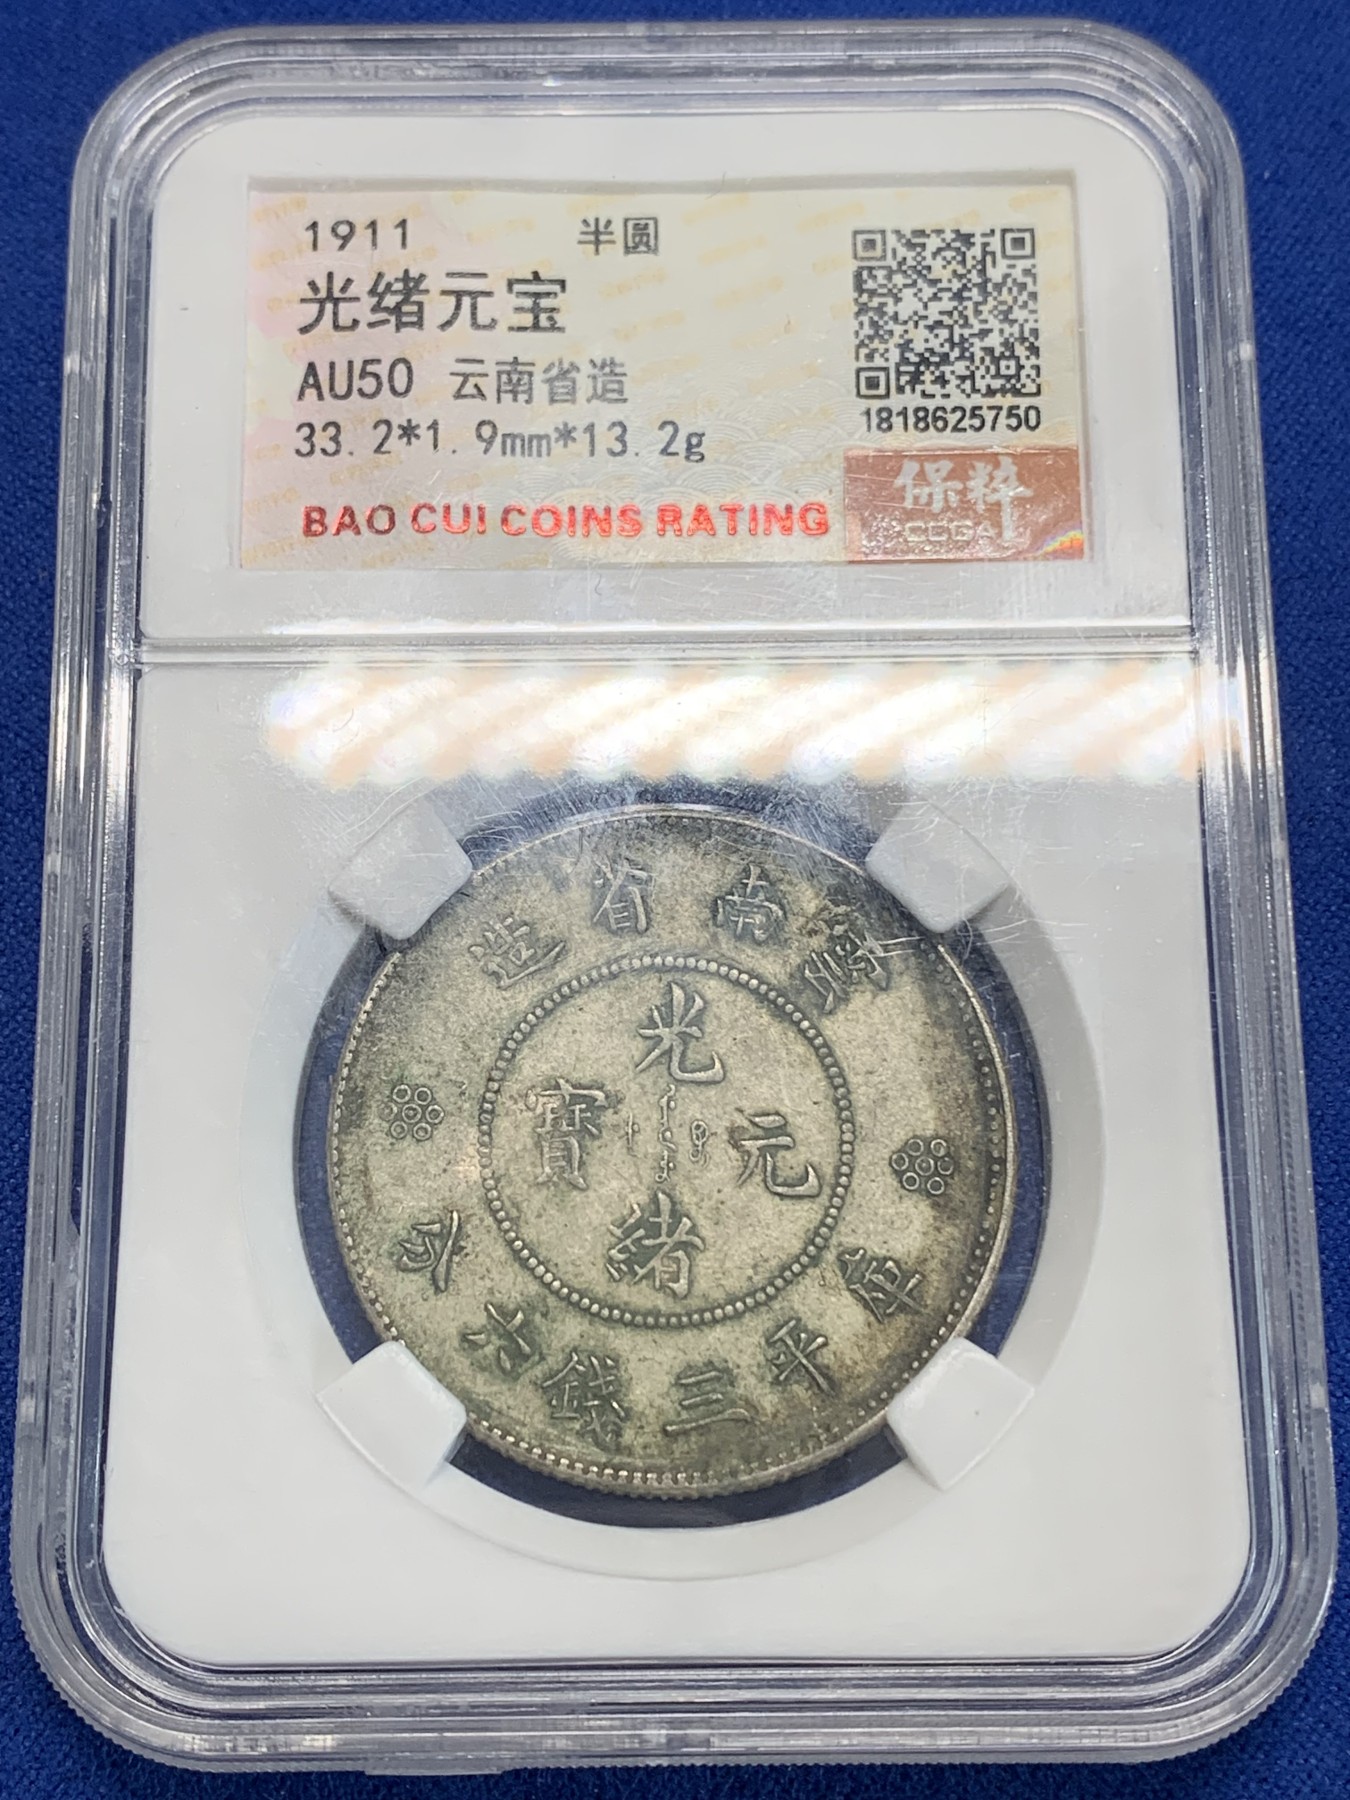 1911 半圆
光绪元宝
AU50 云南省造
33.2*1.9mm*13.2g
1818625750
BAO CUI COINS RATING
保粹
CCGA
造省南雲
光
寶 元
緒
分六錢三平庫